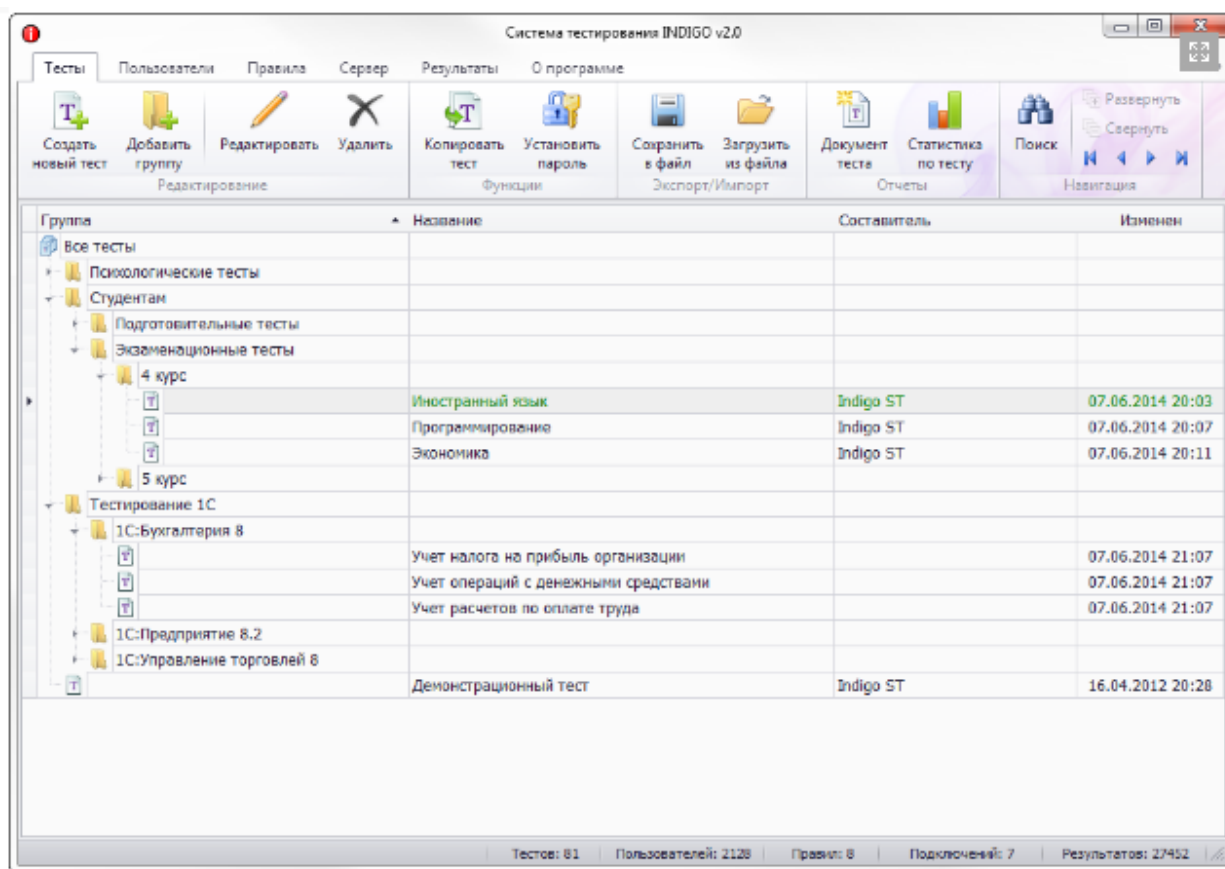 Система тестирования INDIGO v2.0
Тесты Пользователи Правила Сервер Результаты О программе
Создать новый тест
Добавить группу
Редактировать
Удалить
Редактирование
Копировать тест
Установить пароль
Функции
Сохранить в файл
Загрузить из файла
Экспорт/Импорт
Документ теста
Статистика по тесту
Отчеты
Поиск
Развернуть
Свернуть
Навигация
Группа Название Составитель Изменен
Все тесты
Психологические тесты
Студентам
Подготовительные тесты
Экзаменационные тесты
4 курс
Иностранный язык Indigo ST 07.06.2014 20:03
Программирование Indigo ST 07.06.2014 20:07
Экономика Indigo ST 07.06.2014 20:11
5 курс
Тестирование 1С
1С:Бухгалтерия 8
Учет налога на прибыль организации 07.06.2014 21:07
Учет операций с денежными средствами 07.06.2014 21:07
Учет расчетов по оплате труда 07.06.2014 21:07
1С:Предприятие 8.2
1С:Управление торговлей 8
Демонстрационный тест Indigo ST 16.04.2012 20:28
Тестов: 81 Пользователей: 2128 Правил: 8 Подключений: 7 Результатов: 27452